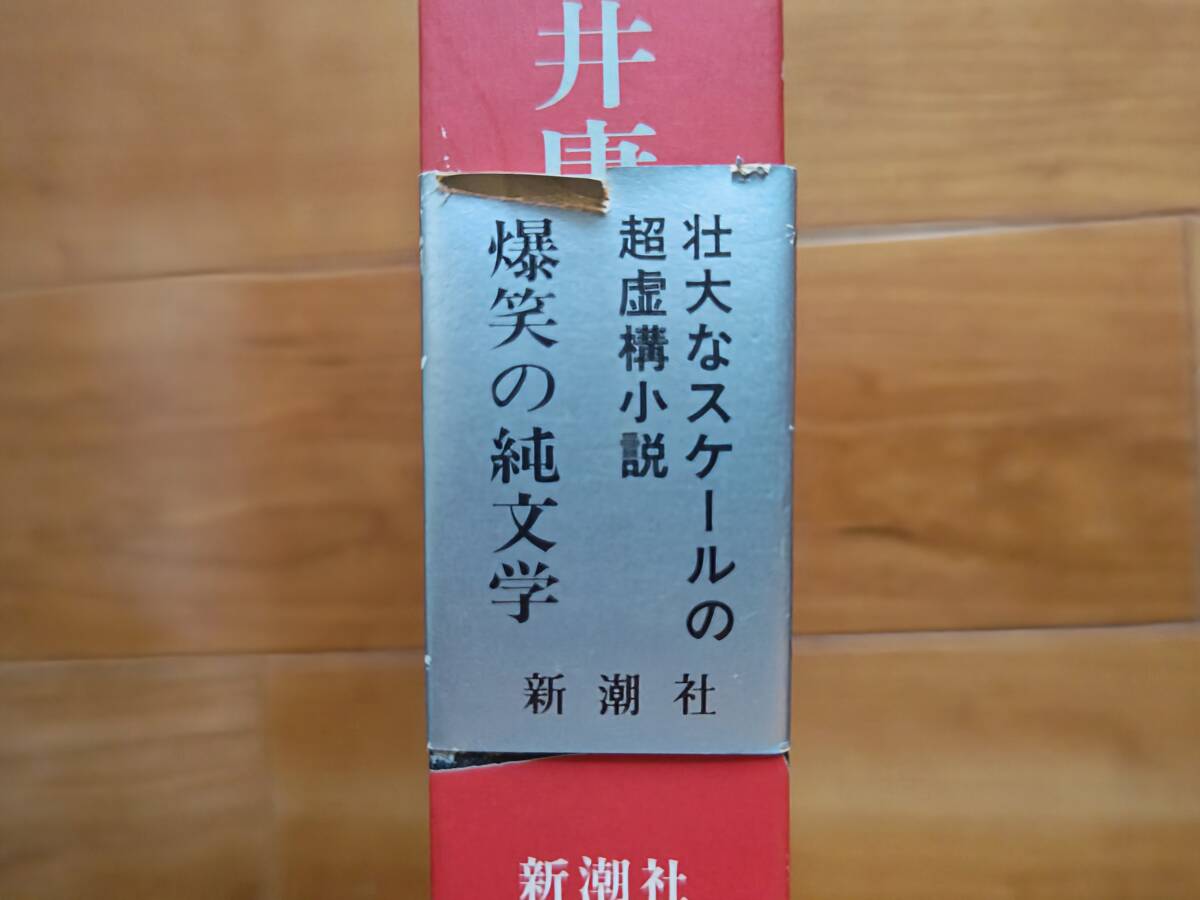 井康
壮大なスケールの
超虚構小説
爆笑の純文学
新潮社
新潮社